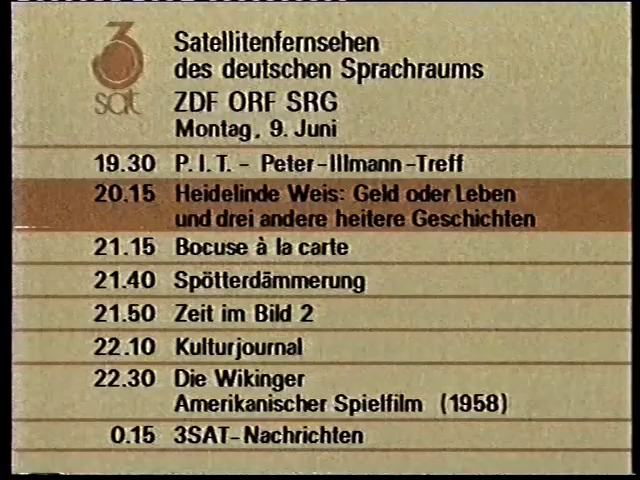 3
sat
Satellitenfernsehen
des deutschen Sprachraums
ZDF ORF SRG
Montag, 9. Juni
19.30 P.I.T. - Peter-Illmann-Treff
20.15 Heidelinde Weis: Geld oder Leben
und drei andere heitere Geschichten
21.15 Bocuse à la carte
21.40 Spötterdämmerung
21.50 Zeit im Bild 2
22.10 Kulturjournal
22.30 Die Wikinger
Amerikanischer Spielfilm (1958)
0.15 3SAT-Nachrichten